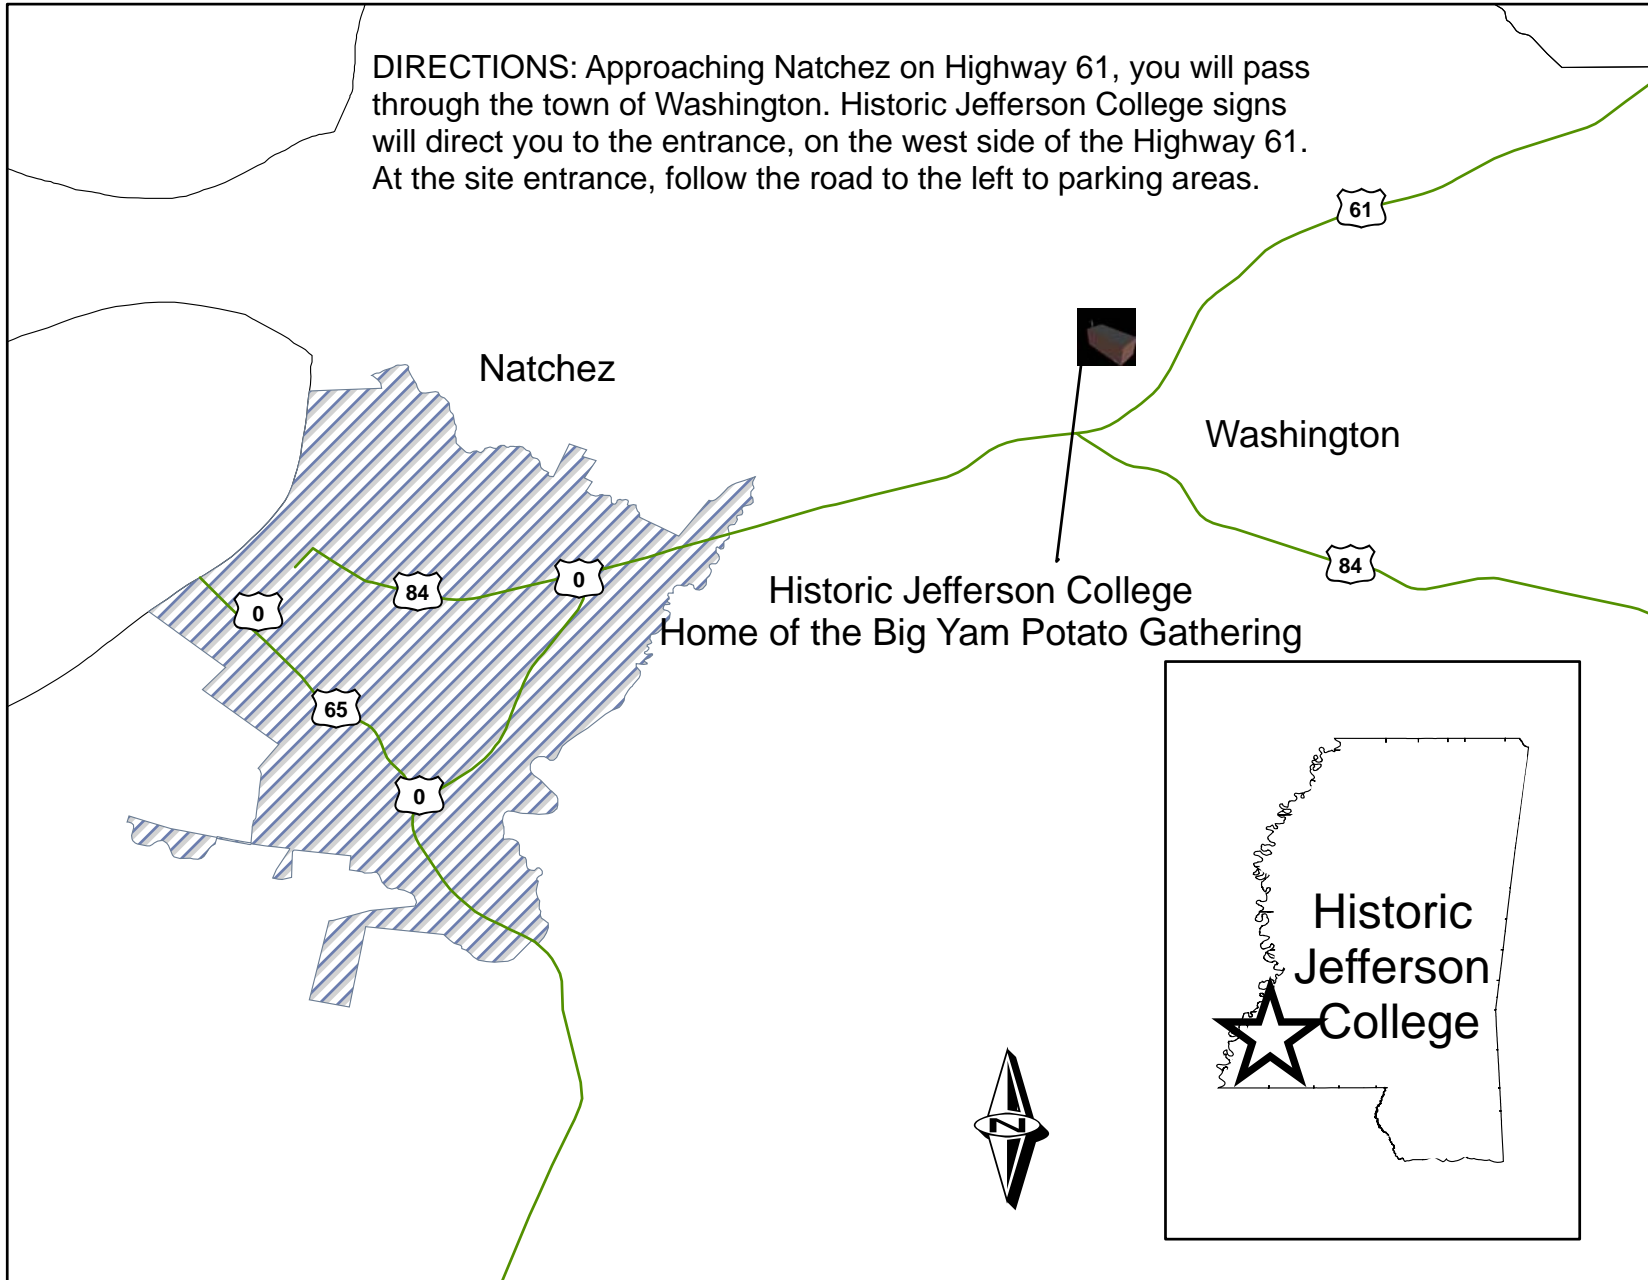 DIRECTIONS: Approaching Natchez on Highway 61, you will pass
through the town of Washington. Historic Jefferson College signs
will direct you to the entrance, on the west side of the Highway 61.
At the site entrance, follow the road to the left to parking areas.
61
Natchez
Washington
84
0
84
0
Historic Jefferson College
Home of the Big Yam Potato Gathering
65
0
Historic
Jefferson
College
N